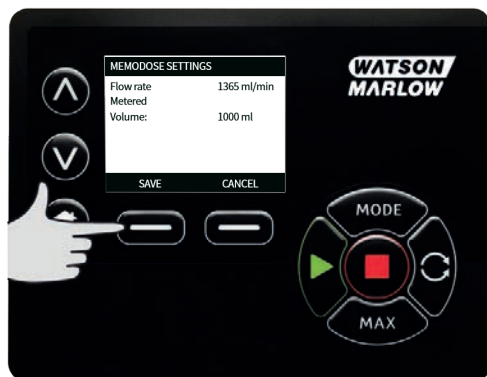 MEMODOSE SETTINGS
Flow rate 1365 ml/min
Metered
Volume: 1000 ml
SAVE CANCEL
WATSON
MARLOW
MODE
MAX